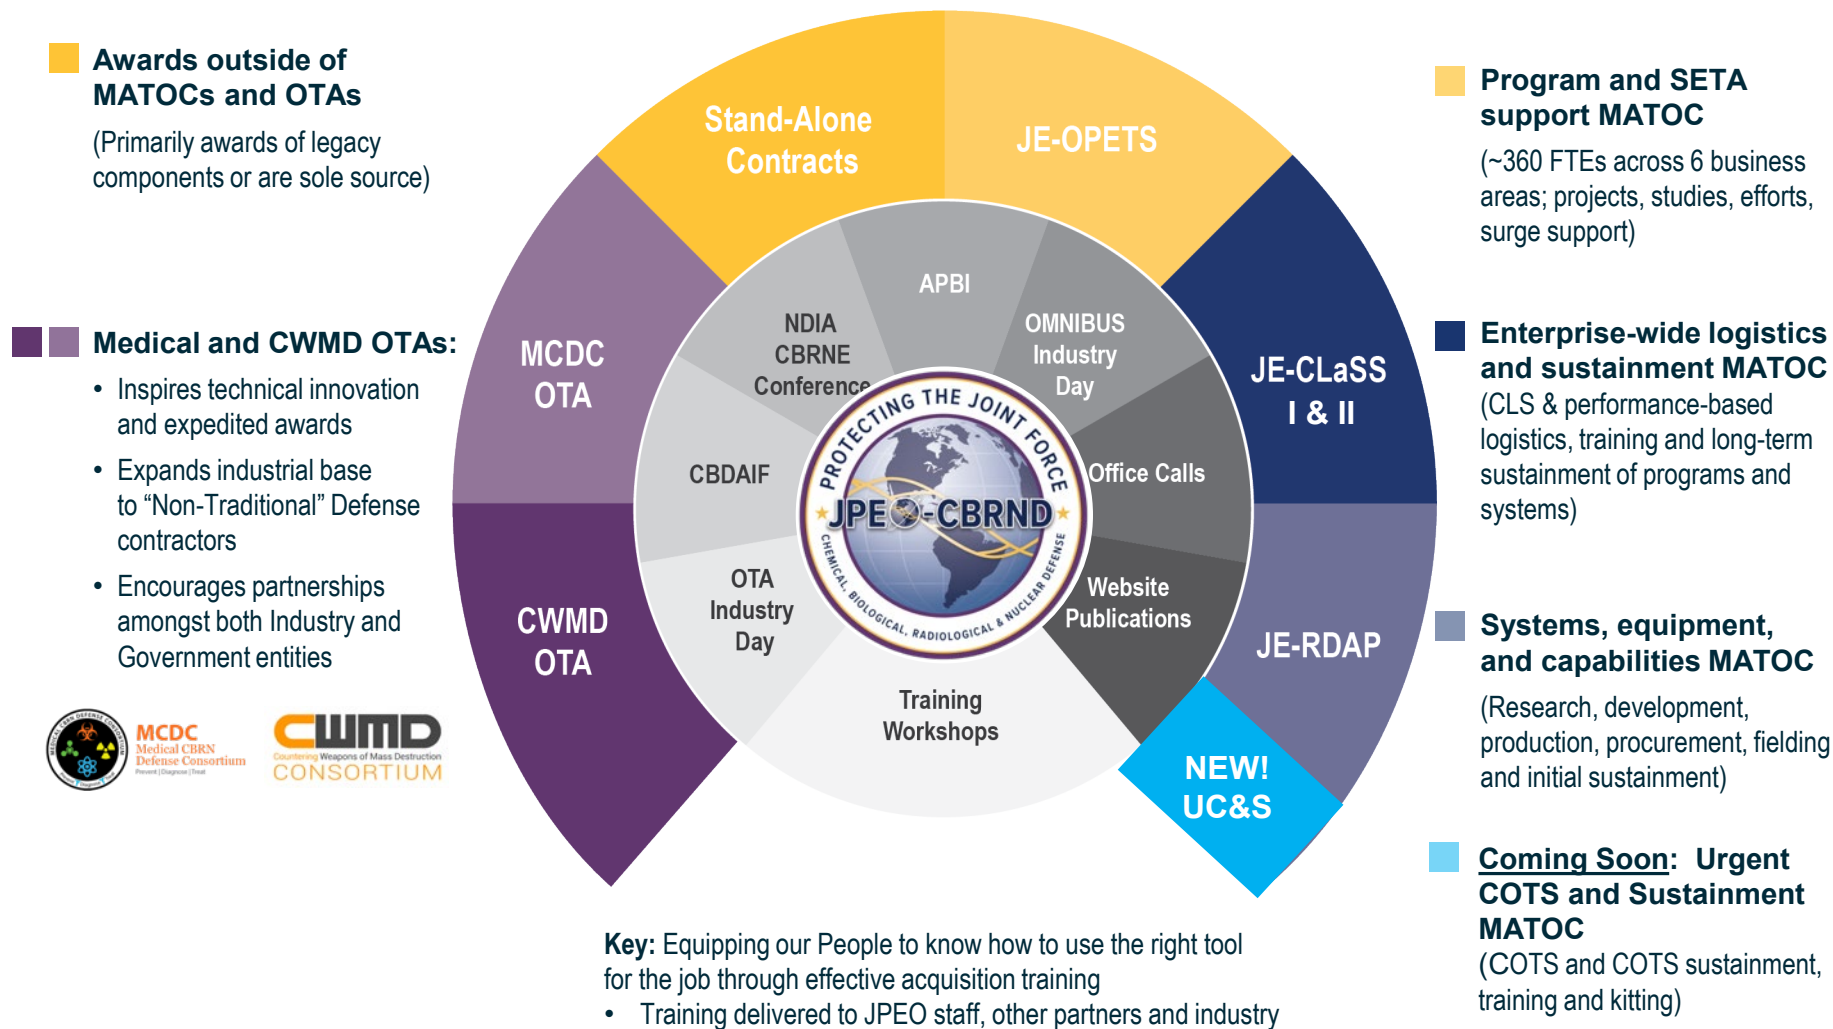 Awards outside of
MATOCs and OTAs
(Primarily awards of legacy
components or are sole source)
Medical and CWMD OTAs:
• Inspires technical innovation
and expedited awards
• Expands industrial base
to “Non-Traditional” Defense
contractors
• Encourages partnerships
amongst both Industry and
Government entities
MEDICAL CBRN DEFENSE CONSORTIUM
MCDC
Medical CBRN
Defense Consortium
Prevent | Diagnose | Treat
CWMD
Countering Weapons of Mass Destruction
CONSORTIUM
Stand-Alone
Contracts
JE-OPETS
MCDC
OTA
JE-CLaSS
I & II
CWMD
OTA
JE-RDAP
NEW!
UC&S
APBI
NDIA
CBRNE
Conference
OMNIBUS
Industry
Day
CBDAIF
Office Calls
OTA
Industry
Day
Website
Publications
Training
Workshops
PROTECTING THE JOINT FORCE
JPEO-CBRND
CHEMICAL, BIOLOGICAL, RADIOLOGICAL & NUCLEAR DEFENSE
Program and SETA
support MATOC
(~360 FTEs across 6 business
areas; projects, studies, efforts,
surge support)
Enterprise-wide logistics
and sustainment MATOC
(CLS & performance-based
logistics, training and long-term
sustainment of programs and
systems)
Systems, equipment,
and capabilities MATOC
(Research, development,
production, procurement, fielding
and initial sustainment)
Coming Soon: Urgent
COTS and Sustainment
MATOC
(COTS and COTS sustainment,
training and kitting)
Key: Equipping our People to know how to use the right tool
for the job through effective acquisition training
• Training delivered to JPEO staff, other partners and industry